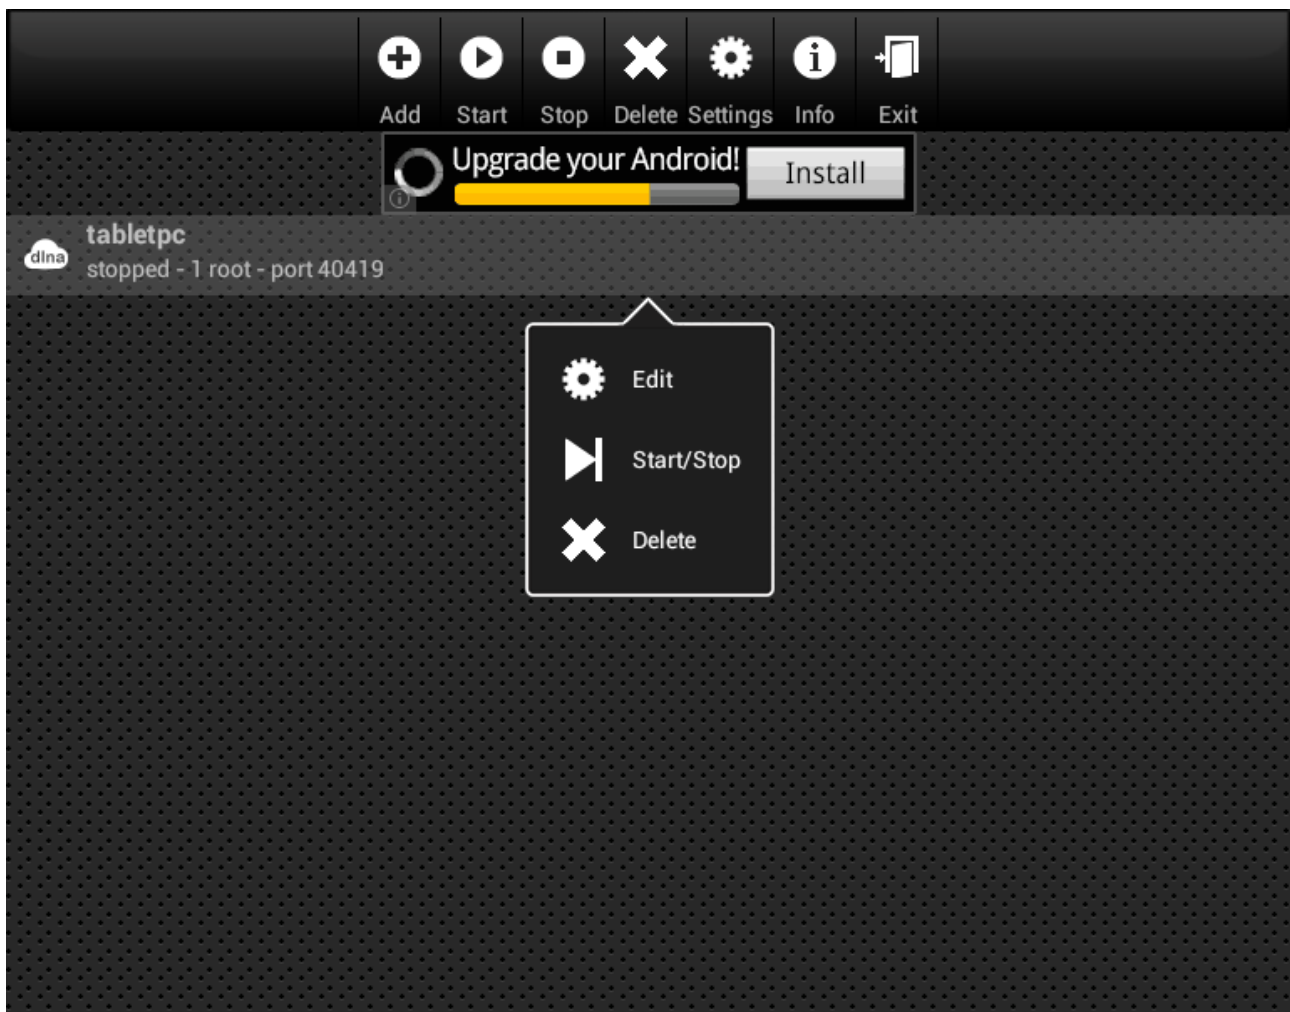 Add Start Stop Delete Settings Info Exit
Upgrade your Android! Install
tabletpc
dlna
stopped - 1 root - port 40419
Edit
Start/Stop
Delete